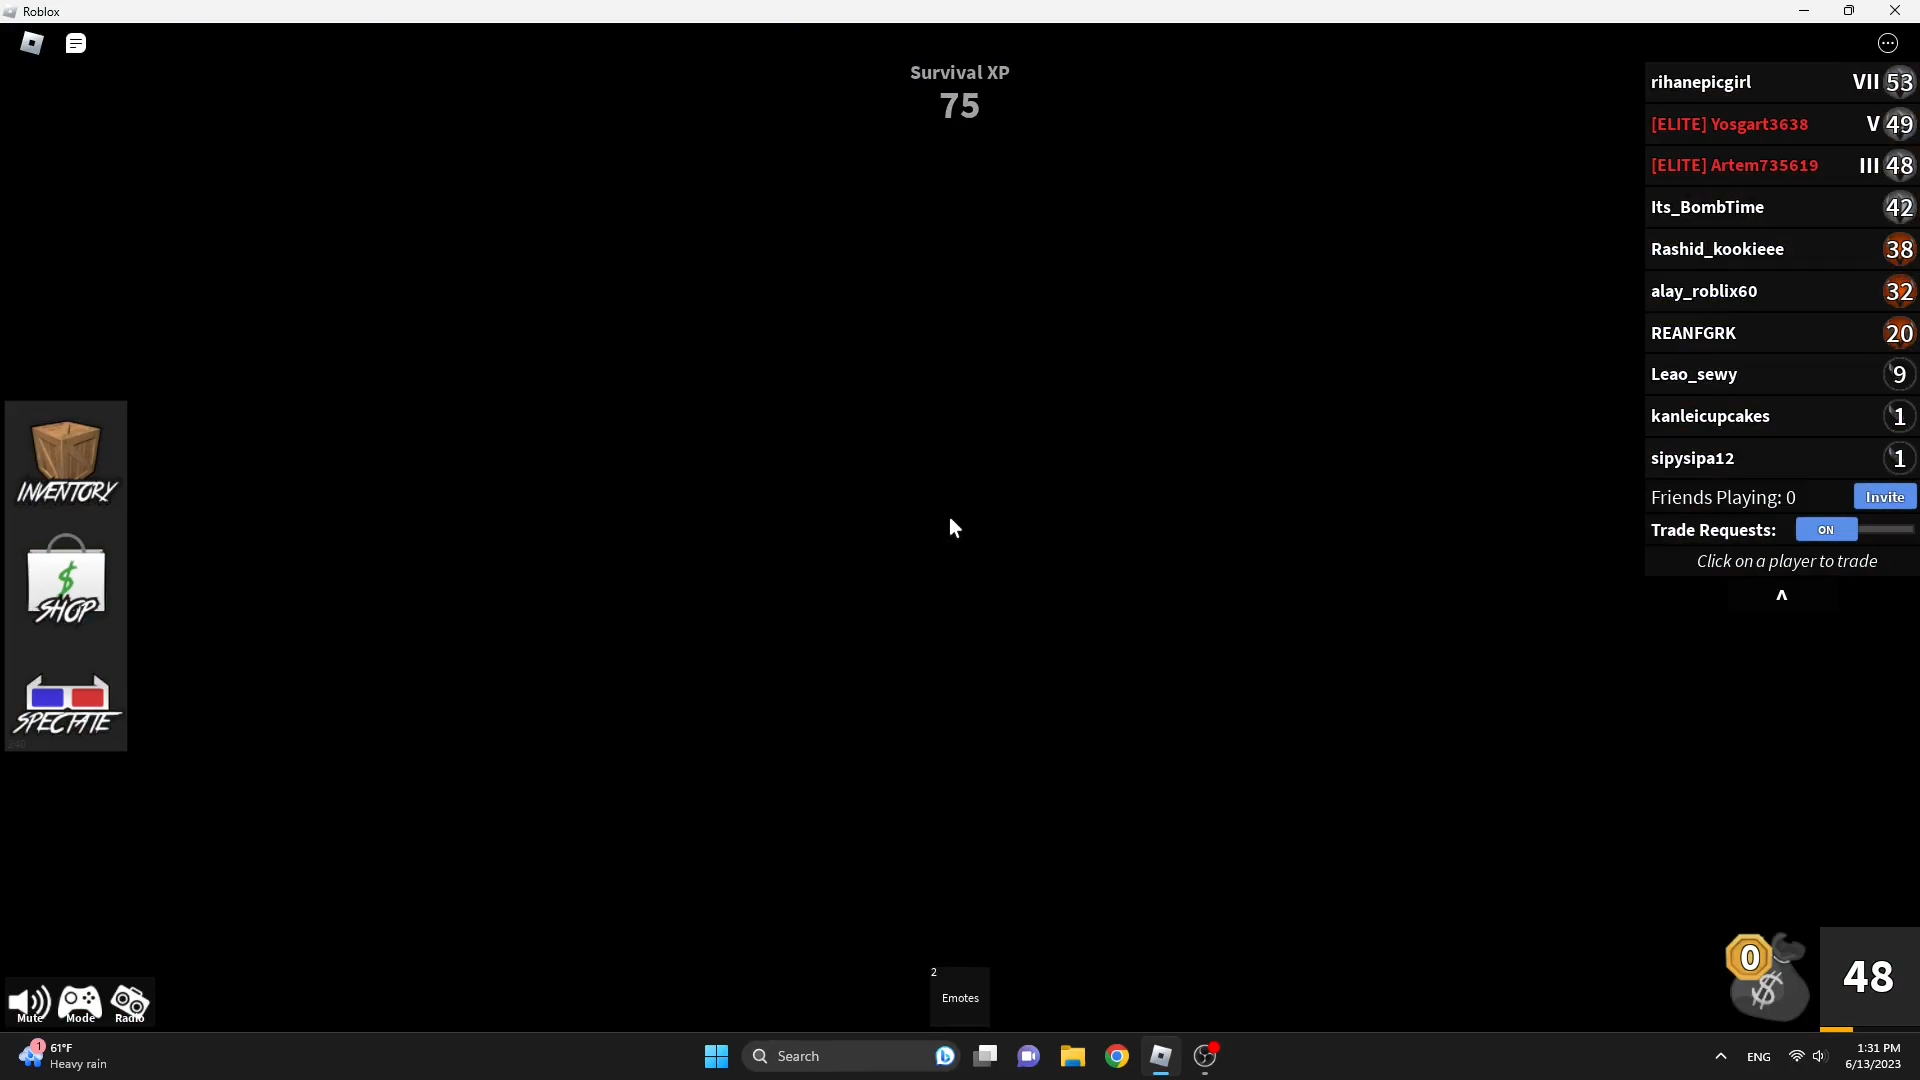 Roblox
Survival XP
75
rihanepicgirl VII 53
[ELITE] Yosgart3638 V 49
[ELITE] Artem735619 III 48
Its_BombTime 42
Rashid_kookieee 38
alay_roblix60 32
REANFGRK 20
Leao_sewy 9
kanleicupcakes 1
sipysipa12 1
Friends Playing: 0 Invite
Trade Requests: ON
Click on a player to trade
^
INVENTORY
$
SHOP
SPECTATE
240
0
$
48
2
Emotes
Mute Mode Radio
1
61°F
Heavy rain
Search
ENG
1:31 PM
6/13/2023